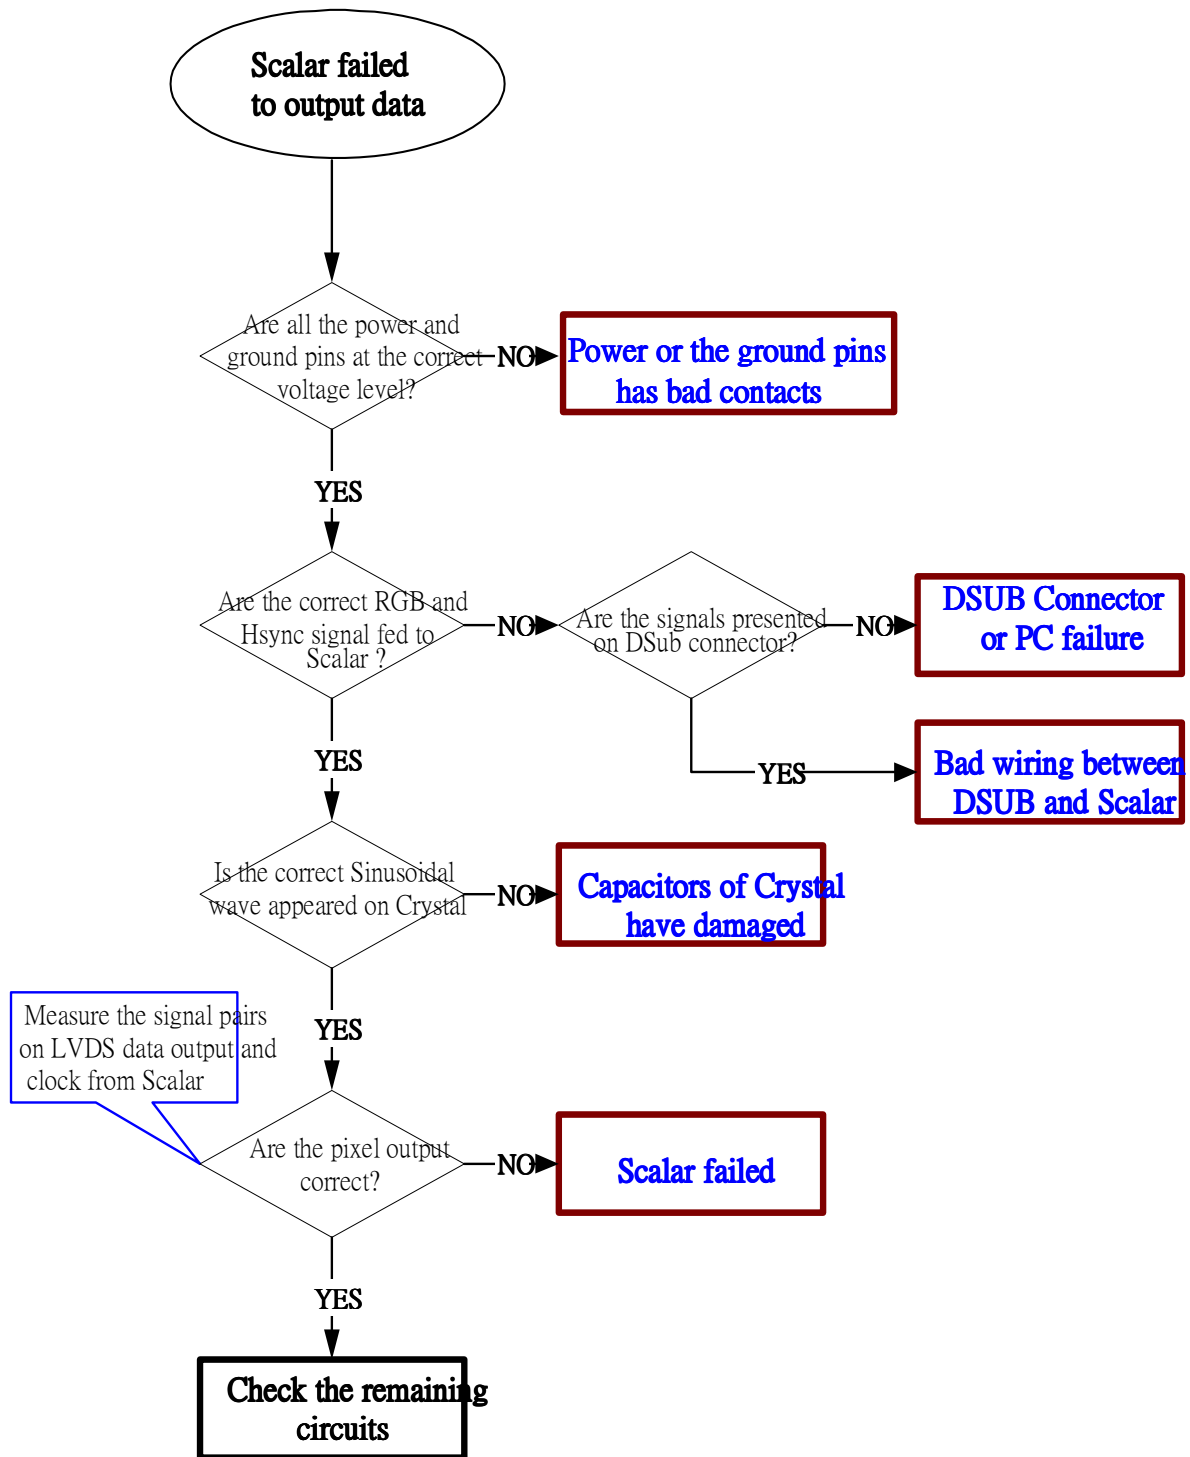 Scalar failed
to output data
Are all the power and
ground pins at the correct
voltage level?
NO
Power or the ground pins
has bad contacts
YES
Are the correct RGB and
Hsync signal fed to
Scalar ?
NO
Are the signals presented
on DSub connector?
NO
DSUB Connector
or PC failure
YES
YES
Bad wiring between
DSUB and Scalar
Is the correct Sinusoidal
wave appeared on Crystal
NO
Capacitors of Crystal
have damaged
Measure the signal pairs
on LVDS data output and
clock from Scalar
YES
Are the pixel output
correct?
NO
Scalar failed
YES
Check the remaining
circuits